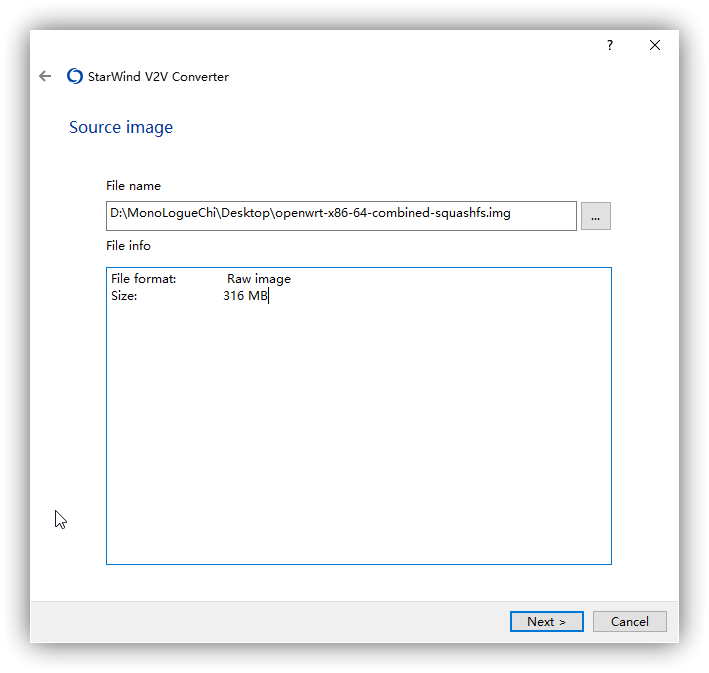 ?
StarWind V2V Converter
Source image
File name
D:\MonoLogueChi\Desktop\openwrt-x86-64-combined-squashfs.img
...
File info
File format: Raw image
Size: 316 MB
Next >
Cancel